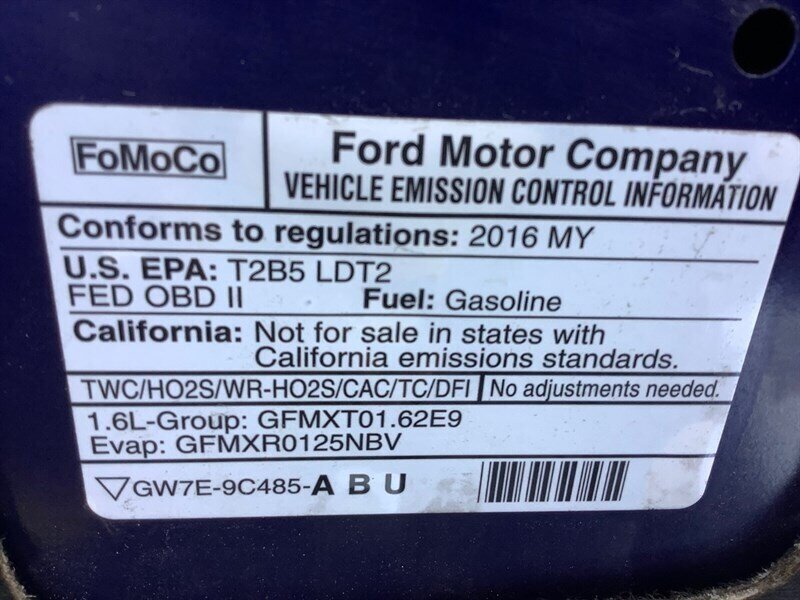 FoMoCo
Ford Motor Company
VEHICLE EMISSION CONTROL INFORMATION
Conforms to regulations: 2016 MY
U.S. EPA: T2B5 LDT2
FED OBD II Fuel: Gasoline
California: Not for sale in states with
California emissions standards.
TWC/HO2S/WR-HO2S/CAC/TC/DFI No adjustments needed.
1.6L-Group: GFMXT01.62E9
Evap: GFMXR0125NBV
GW7E-9C485-A B U